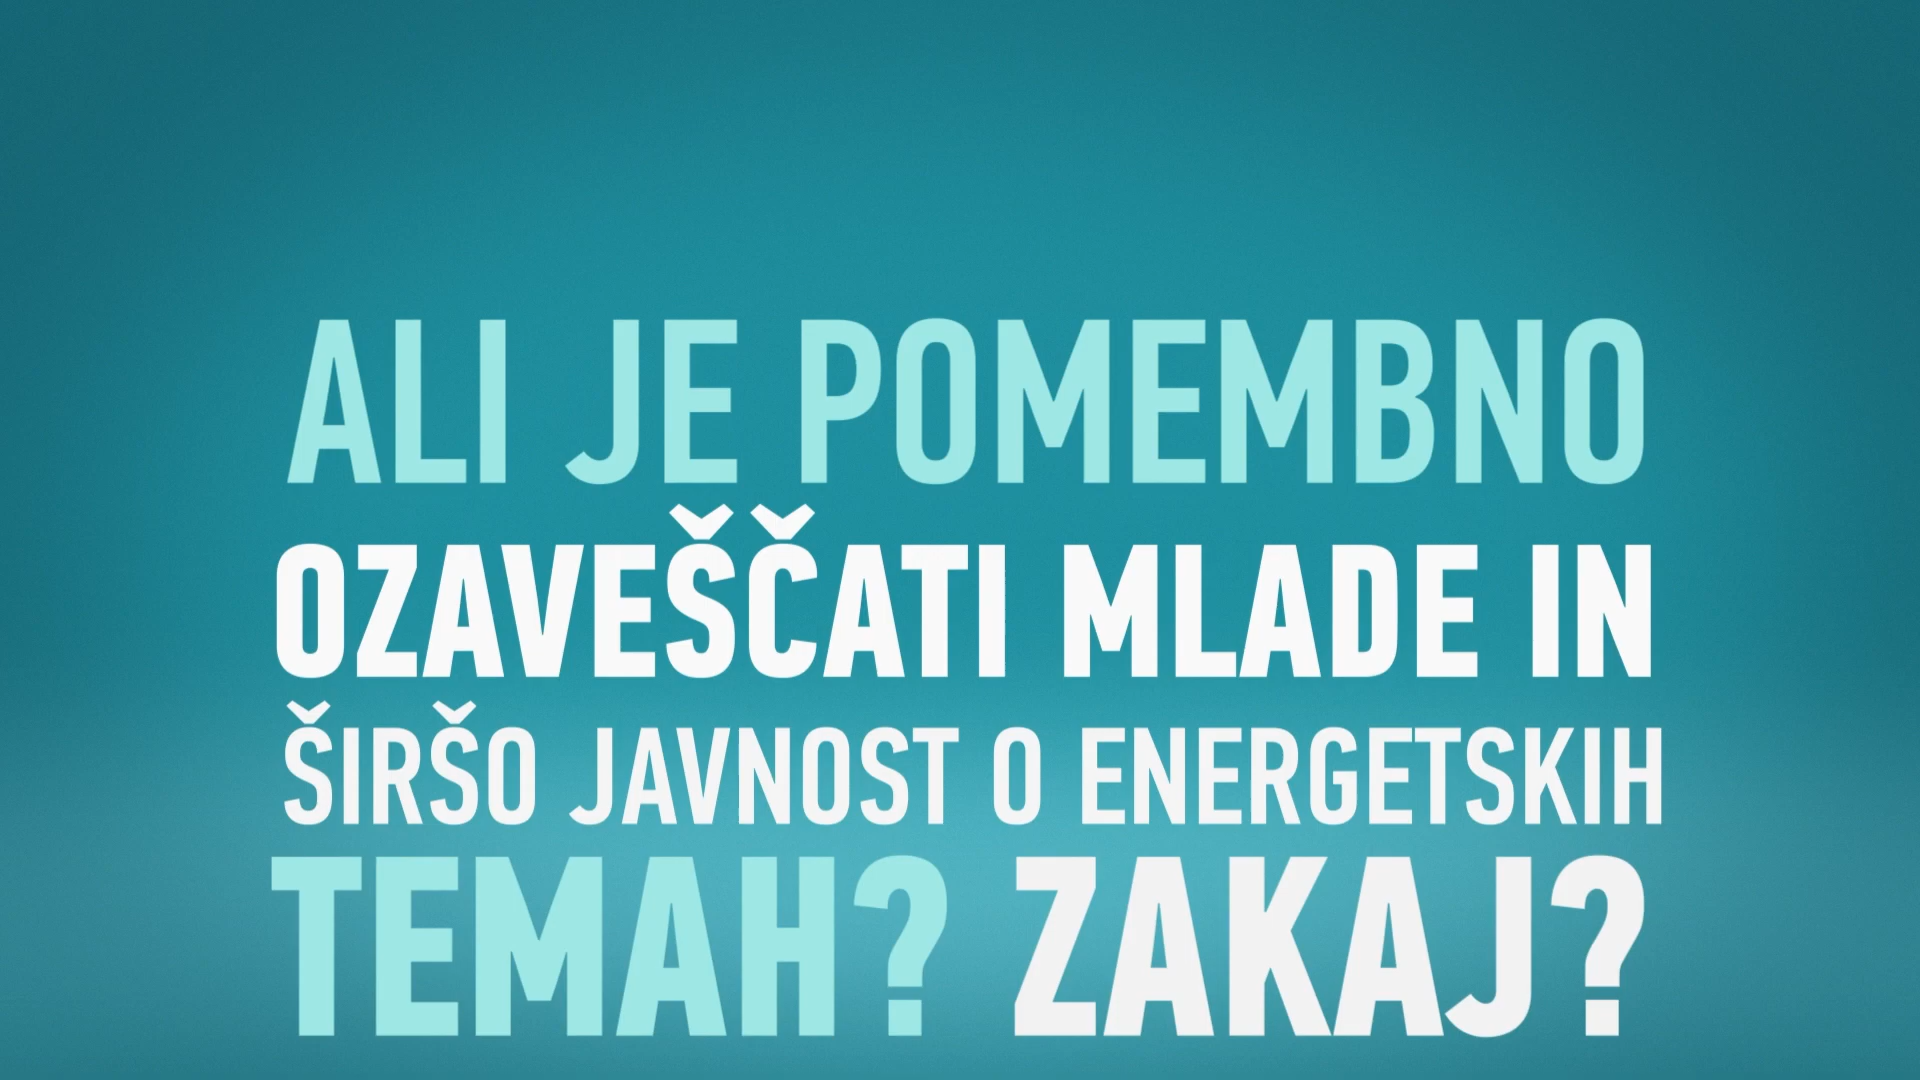 ALI JE POMEMBNO
OZAVEŠČATI MLADE IN
ŠIRŠO JAVNOST O ENERGETSKIH
TEMAH? ZAKAJ?